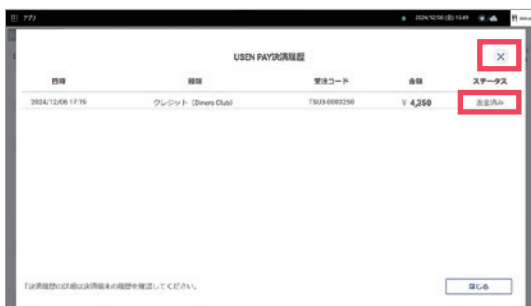 アプリ
2024/12/06(金) 10:49
USEN PAY決済履歴
日時 種類 受注コード 金額 ステータス
2024/12/06 17:19 クレジット (Diners Club) TSU3-0003250 ¥ 4,250 返金済み
「決済履歴の詳細は決済端末の履歴を確認してください。
閉じる